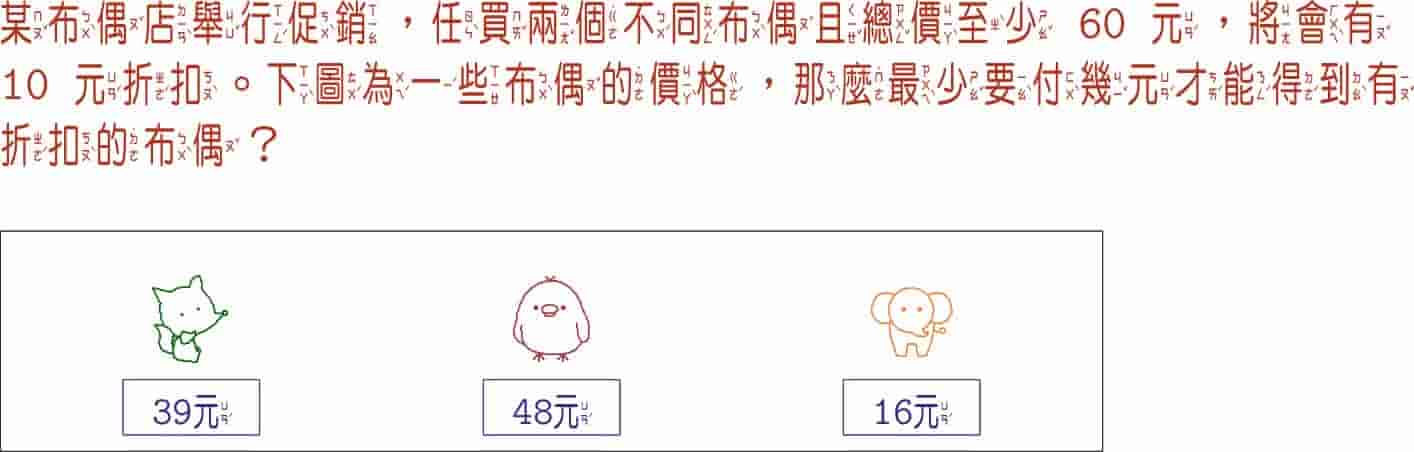 某布偶店舉行促銷，任買兩個不同布偶且總價至少 60 元，將會有
10 元折扣。下圖為一些布偶的價格，那麼最少要付幾元才能得到有
折扣的布偶？
39元 48元 16元